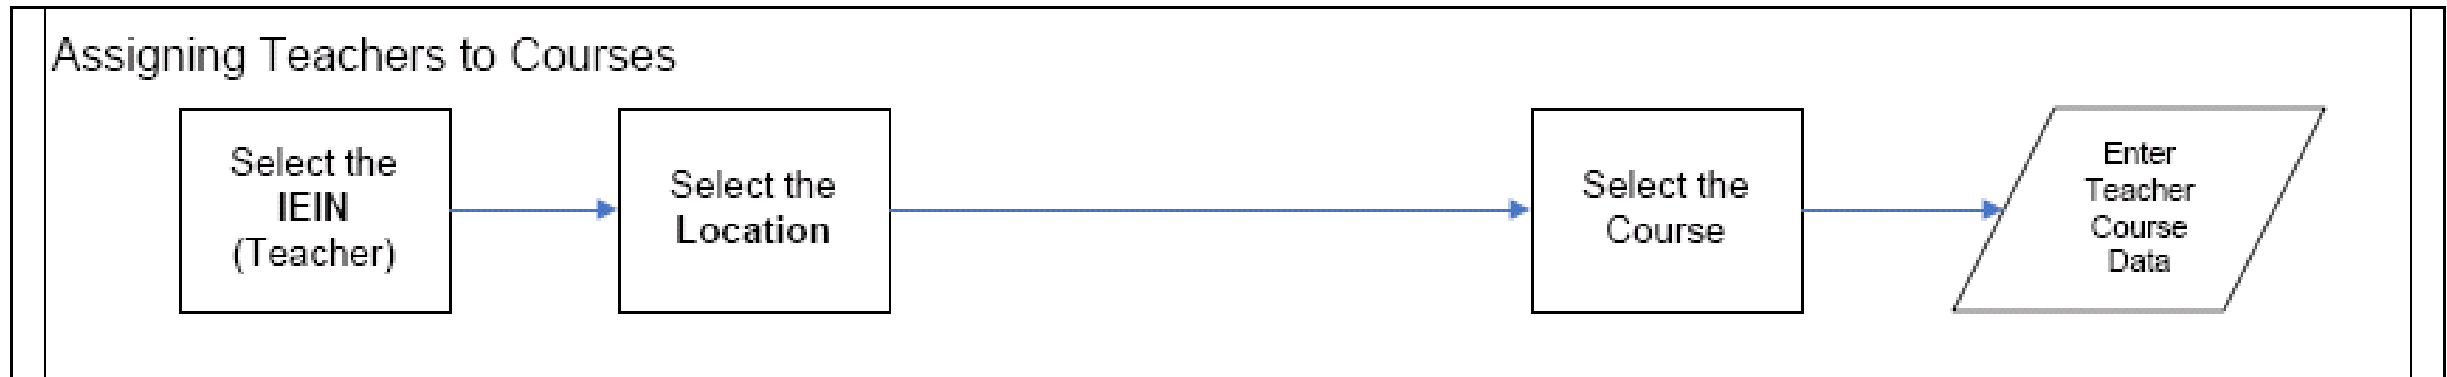 Assigning Teachers to Courses
Select the
IEIN
(Teacher)
Select the
Location
Select the
Course
Enter
Teacher
Course
Data